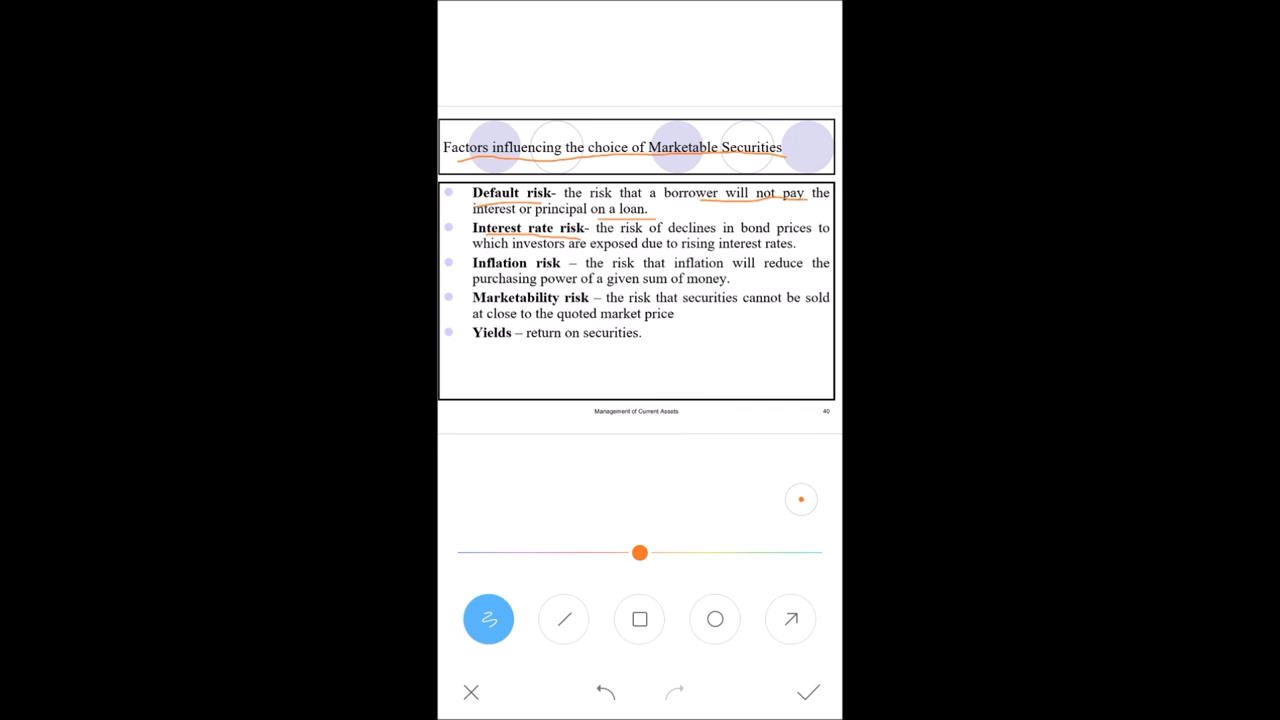 Factors influencing the choice of Marketable Securities
Default risk- the risk that a borrower will not pay the
interest or principal on a loan.
Interest rate risk- the risk of declines in bond prices to
which investors are exposed due to rising interest rates.
Inflation risk – the risk that inflation will reduce the
purchasing power of a given sum of money.
Marketability risk – the risk that securities cannot be sold
at close to the quoted market price
Yields – return on securities.
Management of Current Assets
40